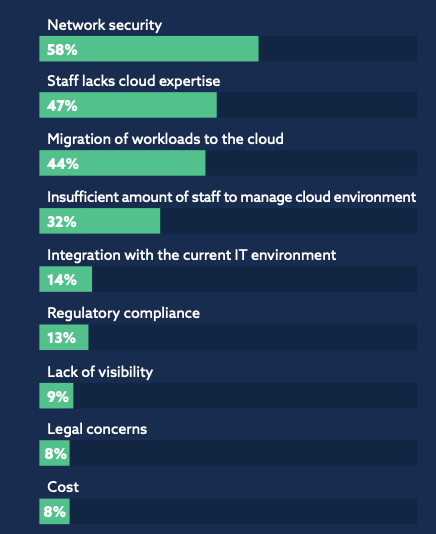 Network security
58%
Staff lacks cloud expertise
47%
Migration of workloads to the cloud
44%
Insufficient amount of staff to manage cloud environment
32%
Integration with the current IT environment
14%
Regulatory compliance
13%
Lack of visibility
9%
Legal concerns
8%
Cost
8%